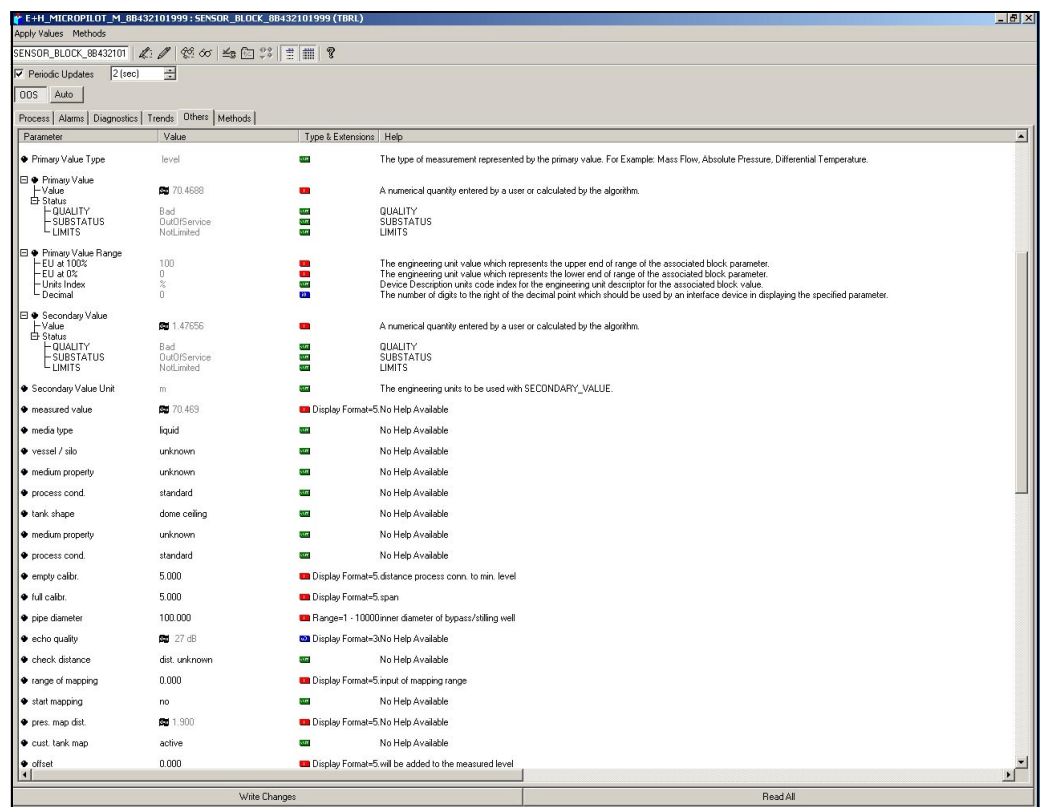 E+H_MICROPILOT_M_8B432101999 : SENSOR_BLOCK_8B432101999 (TBRL)
Apply Values Methods
SENSOR_BLOCK_8B432101
Periodic Updates 2 (sec)
OOS Auto
Process Alarms Diagnostics Trends Others Methods
Parameter Value Type & Extensions Help
Primary Value Type level The type of measurement represented by the primary value. For Example: Mass Flow, Absolute Pressure, Differential Temperature.
Primary Value
Value 70.4688 A numerical quantity entered by a user or calculated by the algorithm.
Status
QUALITY Bad QUALITY
SUBSTATUS OutOfService SUBSTATUS
LIMITS NotLimited LIMITS
Primary Value Range
EU at 100% 100 The engineering unit value which represents the upper end of range of the associated block parameter.
EU at 0% 0 The engineering unit value which represents the lower end of range of the associated block parameter.
Units Index % Device Description units code index for the engineering unit descriptor for the associated block value.
Decimal 0 The number of digits to the right of the decimal point which should be used by an interface device in displaying the specified parameter.
Secondary Value
Value 1.47656 A numerical quantity entered by a user or calculated by the algorithm.
Status
QUALITY Bad QUALITY
SUBSTATUS OutOfService SUBSTATUS
LIMITS NotLimited LIMITS
Secondary Value Unit m The engineering units to be used with SECONDARY_VALUE.
measured value 70.469 Display Format=5. No Help Available
media type liquid No Help Available
vessel / silo unknown No Help Available
medium property unknown No Help Available
process cond. standard No Help Available
tank shape dome ceiling No Help Available
medium property unknown No Help Available
process cond. standard No Help Available
empty calibr. 5.000 Display Format=5. distance process conn. to min. level
full calibr. 5.000 Display Format=5. span
pipe diameter 100.000 Range=1 - 10000 inner diameter of bypass/stilling well
echo quality 27 dB Display Format=3 No Help Available
check distance dist. unknown No Help Available
range of mapping 0.000 Display Format=5. input of mapping range
start mapping no No Help Available
pres. map dist. 1.900 Display Format=5. No Help Available
cust. tank map active No Help Available
offset 0.000 Display Format=5. will be added to the measured level
Write Changes Read All